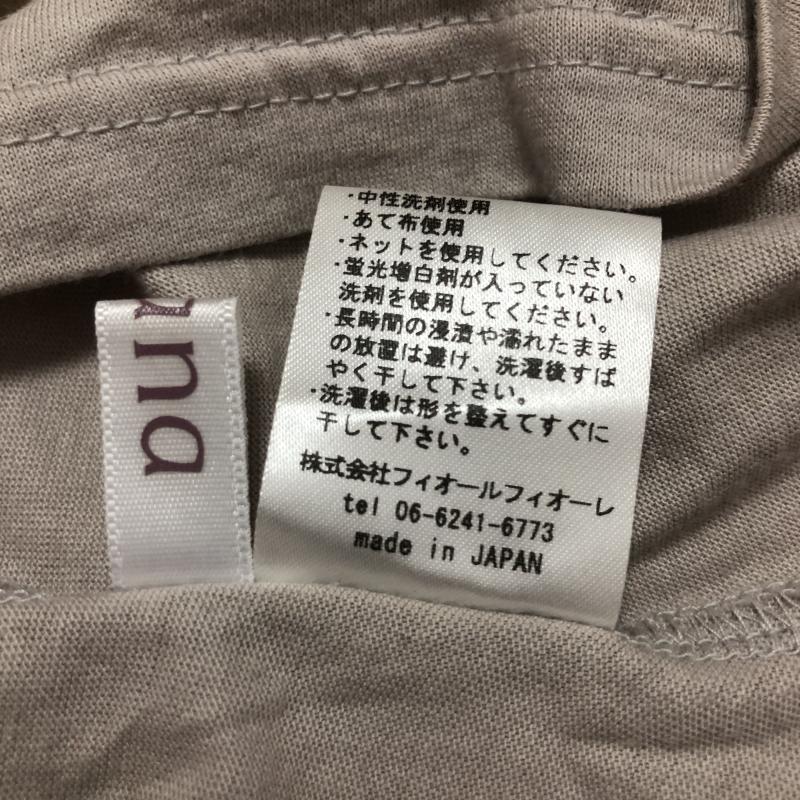 ・中性洗剤使用
・あて布使用
・ネットを使用してください。
・蛍光増白剤が入っていない
洗剤を使用してください。
・長時間の浸漬や濡れたまま
の放置は避け、洗濯後すば
やく干して下さい。
・洗濯後は形を整えてすぐに
干して下さい。
株式会社フィオールフィオーレ
tel 06-6241-6773
made in JAPAN
una